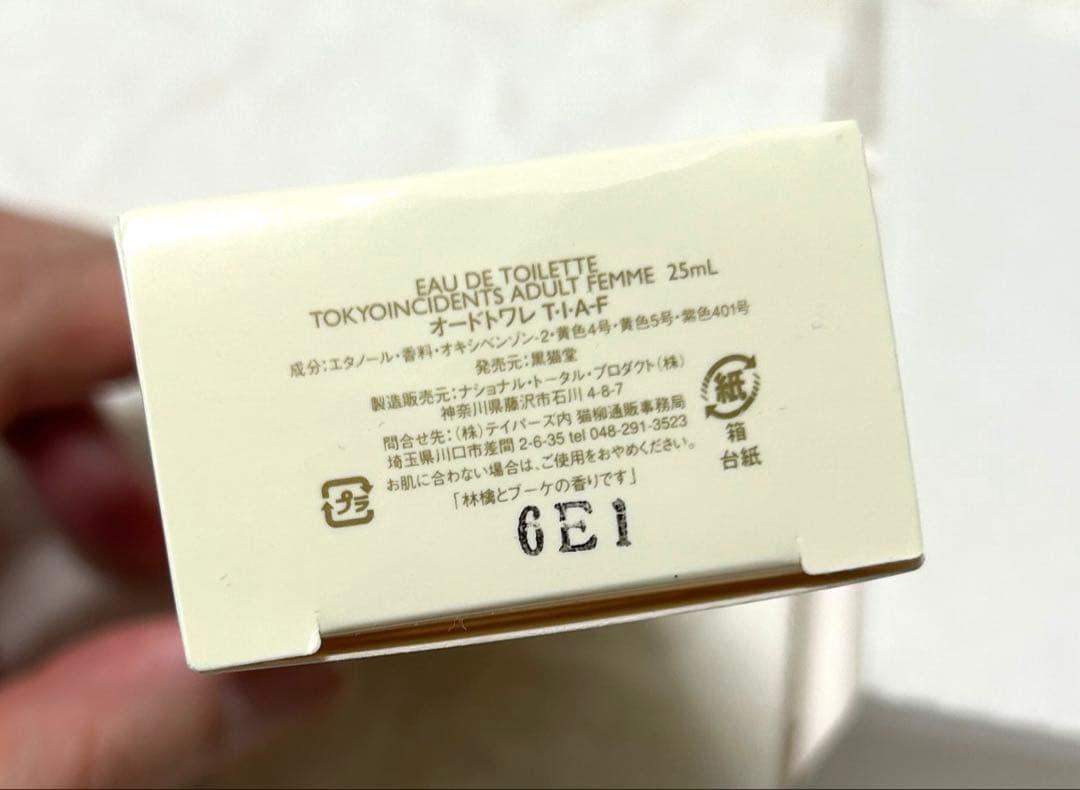 EAU DE TOILETTE
TOKYOINCIDENTS ADULT FEMME 25mL
オードトワレ T·I·A-F
成分:エタノール・香料・オキシベンゾン-2・黄色4号・黄色5号・紫色401号
発売元:黒猫堂
製造販売元:ナショナル・トータル・プロダクト(株)
神奈川県藤沢市石川 4-8-7
問合せ先:(株)テイパーズ内 猫柳通販事務局
埼玉県川口市差間 2-6-35 tel 048-291-3523
お肌に合わない場合は、ご使用をおやめください。
「林檎とブーケの香りです」
プラ
紙
箱
台紙
6E1